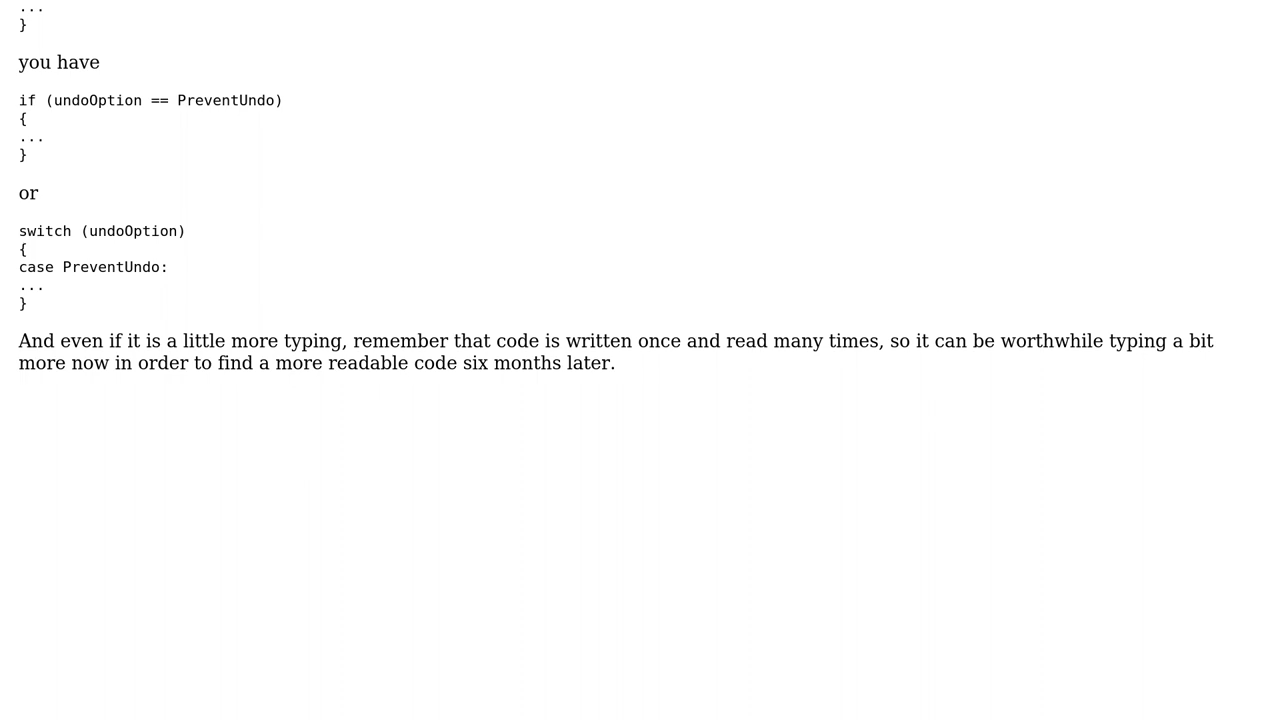 ...
}
you have
if (undoOption == PreventUndo)
{
...
}
or
switch (undoOption)
{
case PreventUndo:
...
}
And even if it is a little more typing, remember that code is written once and read many times, so it can be worthwhile typing a bit
more now in order to find a more readable code six months later.